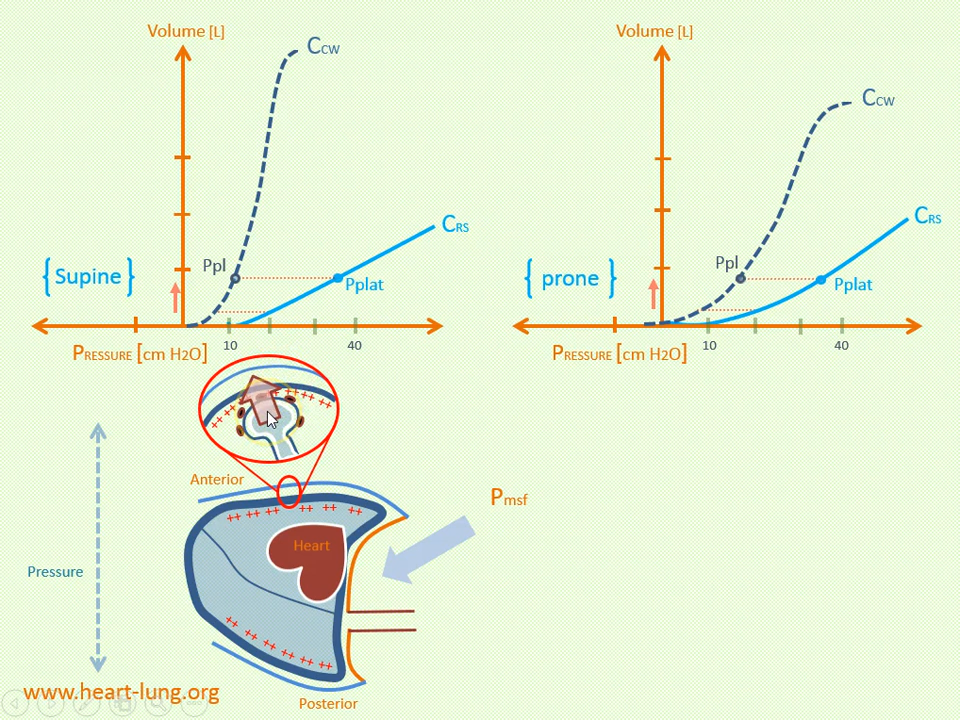 Volume [L]
CCW
Ppl
CRS
{Supine}
Pplat
10
40
PRESSURE [cm H2O]
Volume [L]
CCW
CRS
Ppl
{prone}
Pplat
10
40
PRESSURE [cm H2O]
++++++++
Anterior
Pmsf
++ ++ ++ ++ ++
Heart
Pressure
++ ++ ++ ++ ++
www.heart-lung.org
Posterior